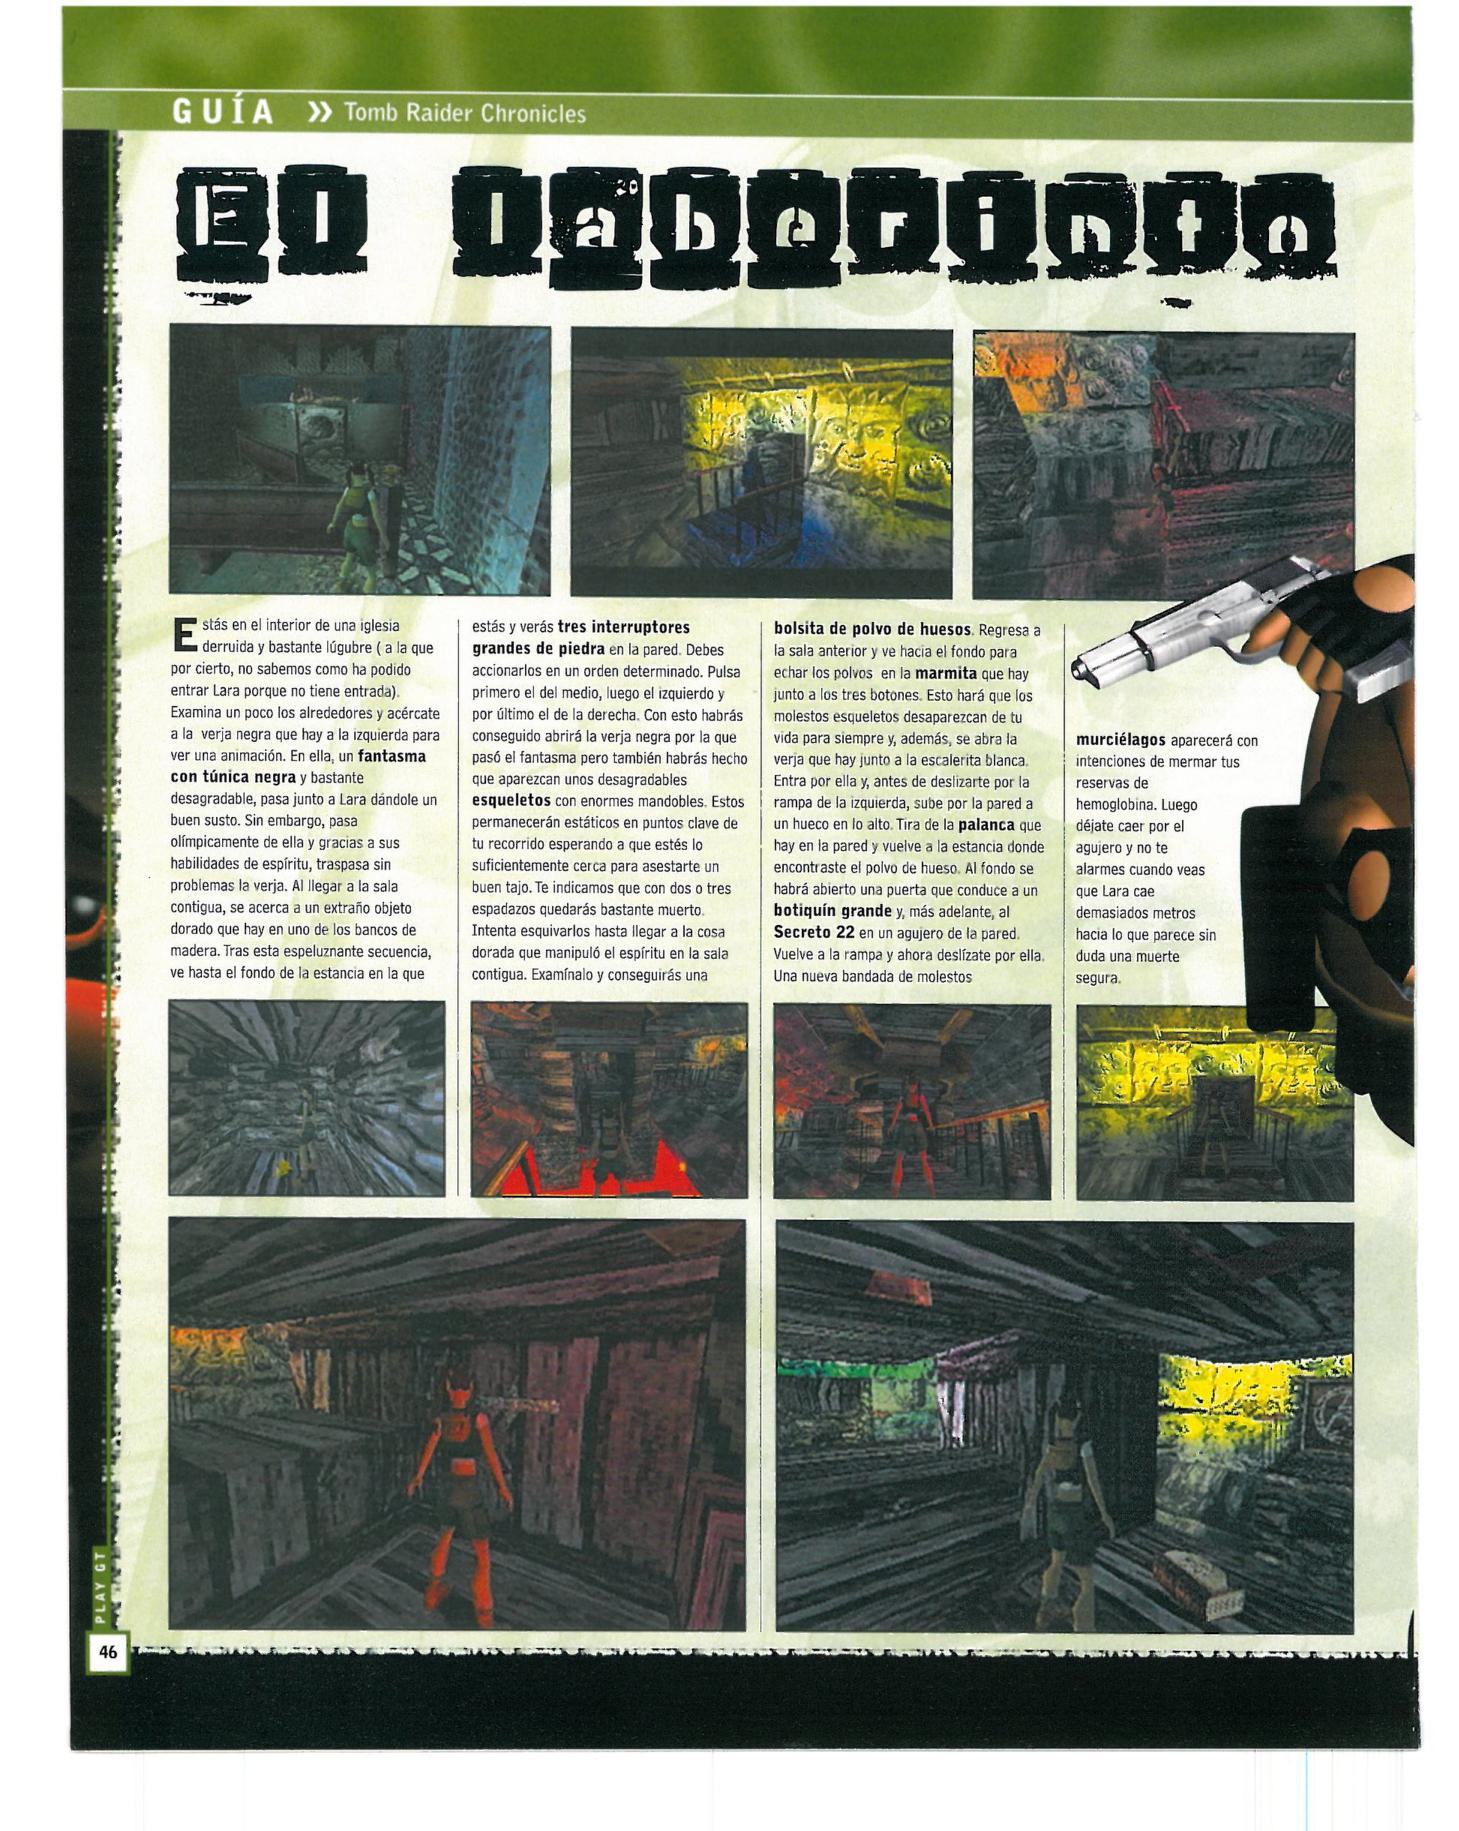 GUÍA » Tomb Raider Chronicles
El laberinto
Estás en el interior de una iglesia
derruida y bastante lúgubre ( a la que
por cierto, no sabemos como ha podido
entrar Lara porque no tiene entrada).
Examina un poco los alrededores y acércate
a la verja negra que hay a la izquierda para
ver una animación. En ella, un fantasma
con túnica negra y bastante
desagradable, pasa junto a Lara dándole un
buen susto. Sin embargo, pasa
olímpicamente de ella y gracias a sus
habilidades de espíritu, traspasa sin
problemas la verja. Al llegar a la sala
contigua, se acerca a un extraño objeto
dorado que hay en uno de los bancos de
madera. Tras esta espeluznante secuencia,
ve hasta el fondo de la estancia en la que
estás y verás tres interruptores
grandes de piedra en la pared. Debes
accionarlos en un orden determinado. Pulsa
primero el del medio, luego el izquierdo y
por último el de la derecha. Con esto habrás
conseguido abrirá la verja negra por la que
pasó el fantasma pero también habrás hecho
que aparezcan unos desagradables
esqueletos con enormes mandobles. Estos
permanecerán estáticos en puntos clave de
tu recorrido esperando a que estés lo
suficientemente cerca para asestarte un
buen tajo. Te indicamos que con dos o tres
espadazos quedarás bastante muerto.
Intenta esquivarlos hasta llegar a la cosa
dorada que manipuló el espíritu en la sala
contigua. Examínalo y conseguirás una
bolsita de polvo de huesos. Regresa a
la sala anterior y ve hacia el fondo para
echar los polvos en la marmita que hay
junto a los tres botones. Esto hará que los
molestos esqueletos desaparezcan de tu
vida para siempre y, además, se abra la
verja que hay junto a la escalerita blanca.
Entra por ella y, antes de deslizarte por la
rampa de la izquierda, sube por la pared a
un hueco en lo alto. Tira de la palanca que
hay en la pared y vuelve a la estancia donde
encontraste el polvo de hueso. Al fondo se
habrá abierto una puerta que conduce a un
botiquín grande y, más adelante, al
Secreto 22 en un agujero de la pared.
Vuelve a la rampa y ahora deslízate por ella.
Una nueva bandada de molestos
murciélagos aparecerá con
intenciones de mermar tus
reservas de
hemoglobina. Luego
déjate caer por el
agujero y no te
alarmes cuando veas
que Lara cae
demasiados metros
hacia lo que parece sin
duda una muerte
segura.
PLAY GT
46